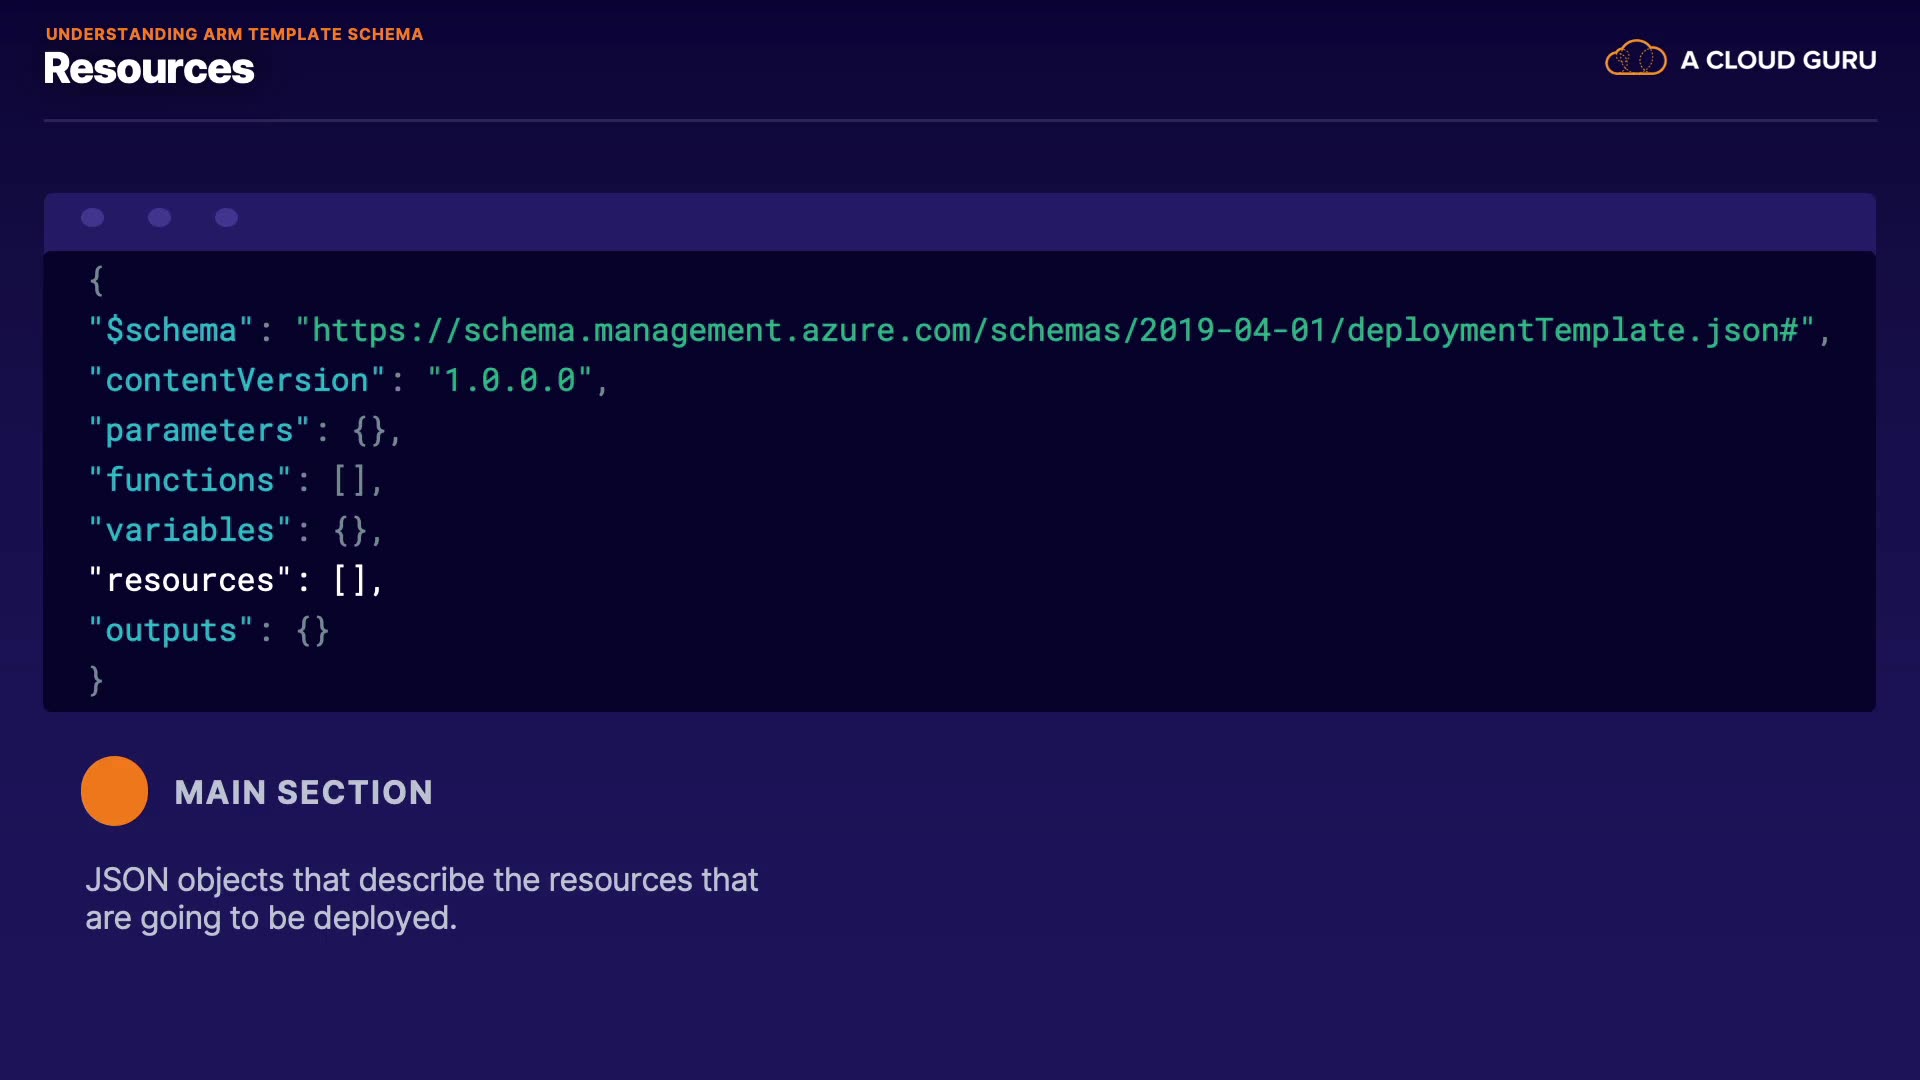 UNDERSTANDING ARM TEMPLATE SCHEMA
Resources
A CLOUD GURU
{
"$schema": "https://schema.management.azure.com/schemas/2019-04-01/deploymentTemplate.json#",
"contentVersion": "1.0.0.0",
"parameters": {},
"functions": [],
"variables": {},
"resources": [],
"outputs": {}
}
MAIN SECTION
JSON objects that describe the resources that
are going to be deployed.